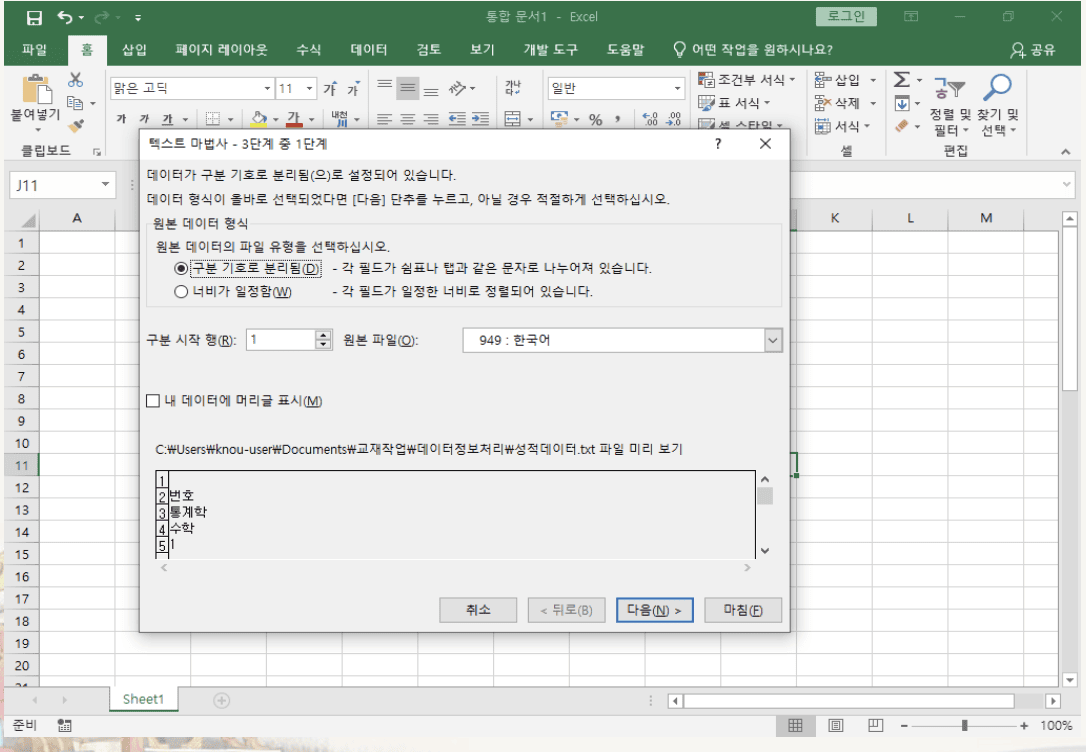 통합 문서1 - Excel
로그인
파일 홈 삽입 페이지 레이아웃 수식 데이터 검토 보기 개발 도구 도움말 어떤 작업을 원하시나요? 공유
붙여넣기
클립보드
맑은 고딕 11 가 가
가 가 가 가 내천
갊
일반
%
조건부 서식
표 서식
셀 스타일
삽입
삭제
서식
셀
정렬 및 필터
찾기 및 선택
편집
J11
텍스트 마법사 - 3단계 중 1단계 ?
데이터가 구분 기호로 분리됨(으)로 설정되어 있습니다.
데이터 형식이 올바로 선택되었다면 [다음] 단추를 누르고, 아닐 경우 적절하게 선택하십시오.
원본 데이터 형식
원본 데이터의 파일 유형을 선택하십시오.
구분 기호로 분리됨(D) - 각 필드가 쉼표나 탭과 같은 문자로 나누어져 있습니다.
너비가 일정함(W) - 각 필드가 일정한 너비로 정렬되어 있습니다.
구분 시작 행(R): 1 원본 파일(O): 949 : 한국어
내 데이터에 머리글 표시(M)
C:₩Users₩knou-user₩Documents₩교재작업₩데이터정보처리₩성적데이터.txt 파일 미리 보기
1
2 번호
3 통계학
4 수학
5 1
취소 < 뒤로(B) 다음(N) > 마침(F)
A K L M
1
2
3
4
5
6
7
8
9
10
11
12
13
14
15
16
17
18
19
20
Sheet1
준비 100%